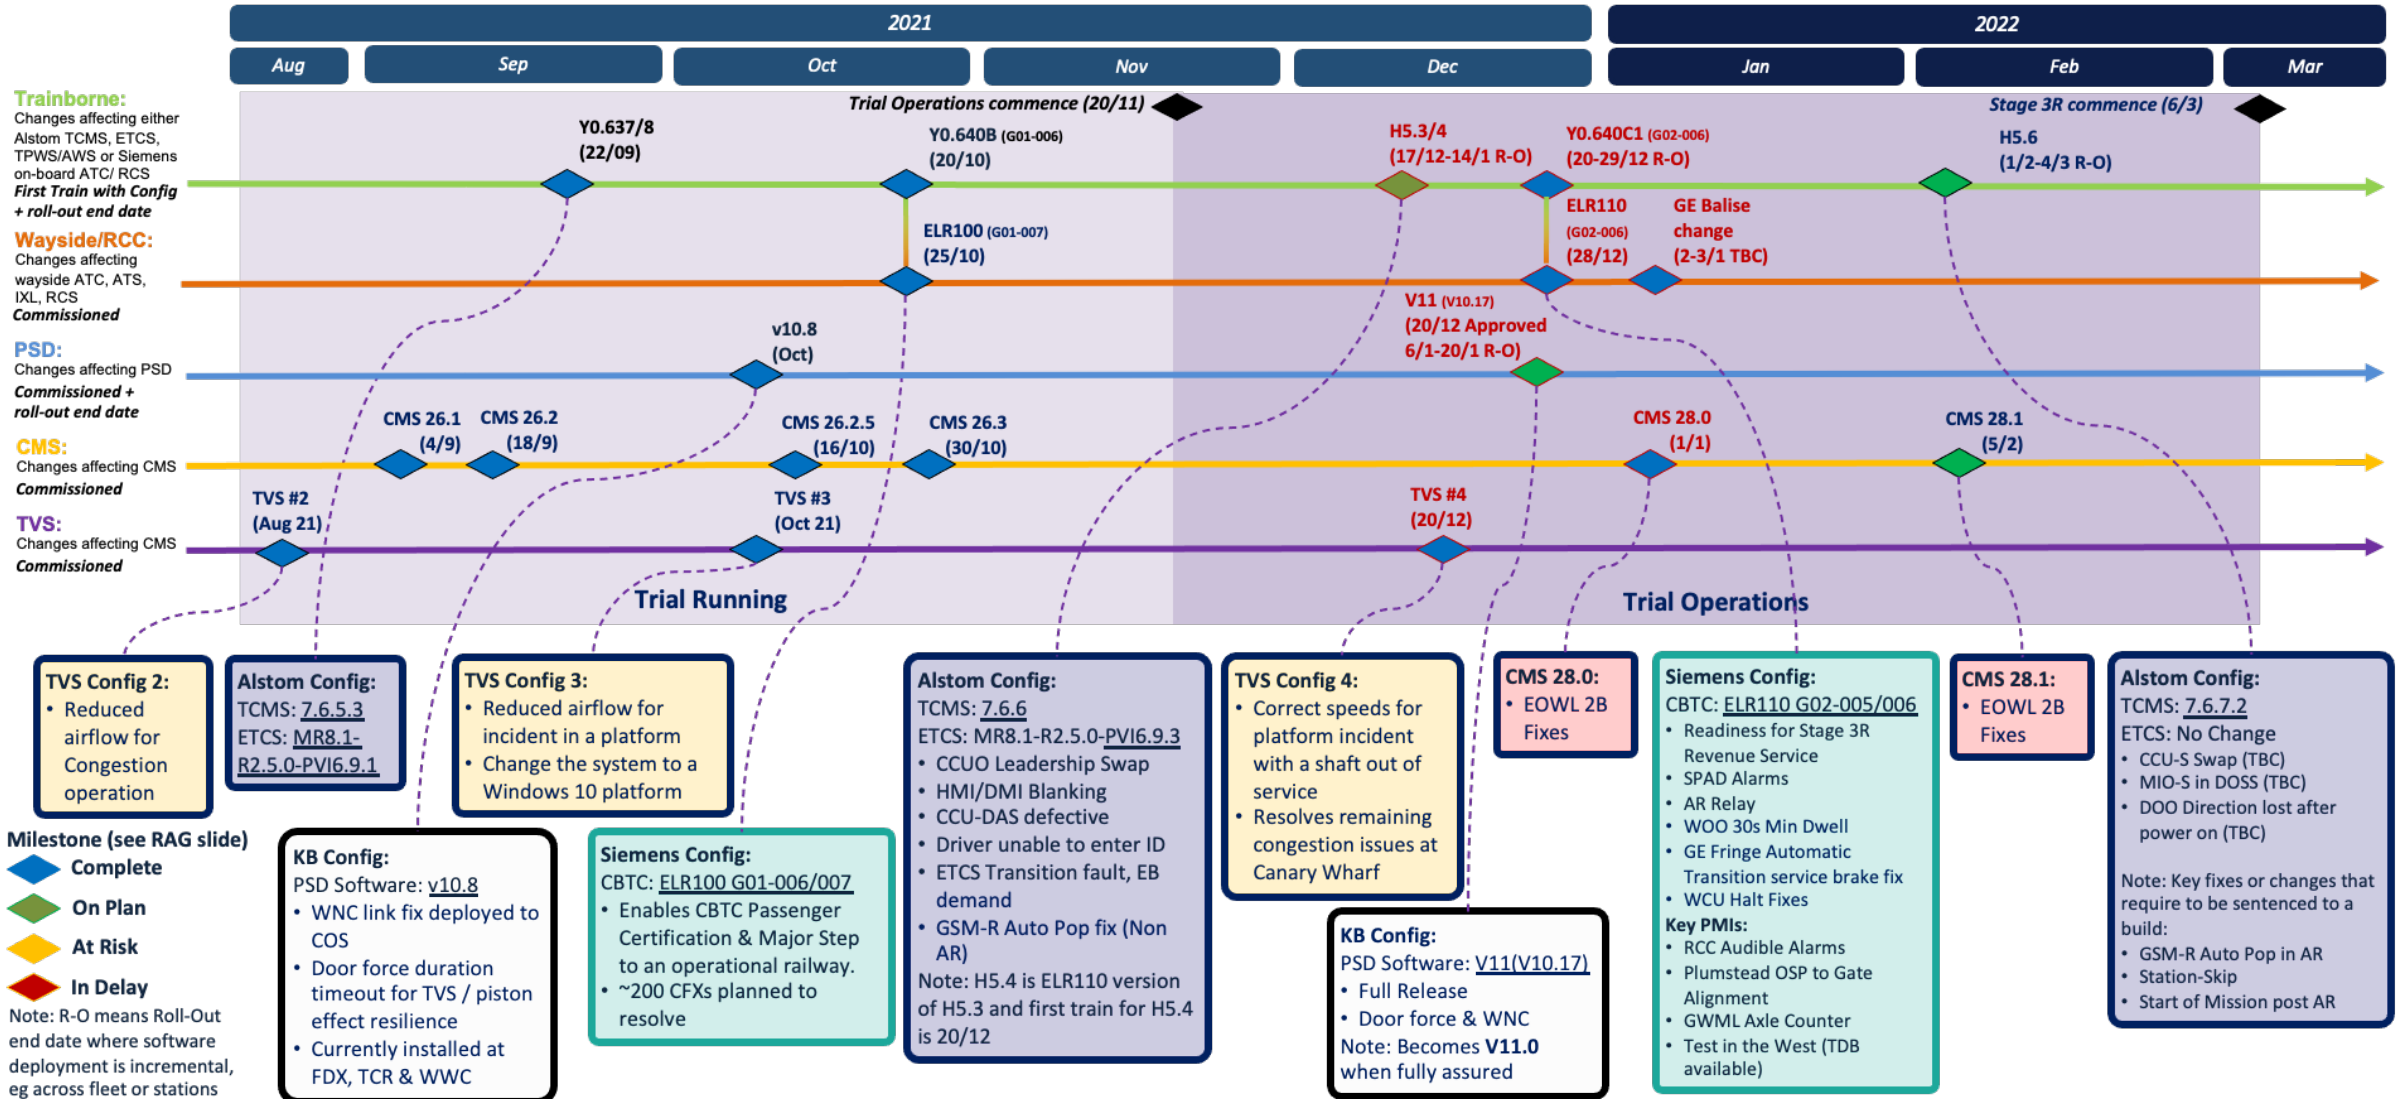 2021
2022
Aug
Sep
Oct
Nov
Dec
Jan
Feb
Mar
Trainborne:
Changes affecting either
Alstom TCMS, ETCS,
TPWS/AWS or Siemens
on-board ATC/ RCS
First Train with Config
+ roll-out end date
Trial Operations commence (20/11)
Stage 3R commence (6/3)
Y0.637/8
(22/09)
Y0.640B (G01-006)
(20/10)
H5.3/4
(17/12-14/1 R-O)
Y0.640C1 (G02-006)
(20-29/12 R-O)
H5.6
(1/2-4/3 R-O)
Wayside/RCC:
Changes affecting
wayside ATC, ATS,
IXL, RCS
Commissioned
ELR100 (G01-007)
(25/10)
ELR110
(G02-006)
(28/12)
GE Balise
change
(2-3/1 TBC)
PSD:
Changes affecting PSD
Commissioned +
roll-out end date
v10.8
(Oct)
V11 (V10.17)
(20/12 Approved
6/1-20/1 R-O)
CMS:
Changes affecting CMS
Commissioned
CMS 26.1
(4/9)
CMS 26.2
(18/9)
CMS 26.2.5
(16/10)
CMS 26.3
(30/10)
CMS 28.0
(1/1)
CMS 28.1
(5/2)
TVS:
Changes affecting CMS
Commissioned
TVS #2
(Aug 21)
TVS #3
(Oct 21)
TVS #4
(20/12)
Trial Running
Trial Operations
TVS Config 2:
• Reduced
airflow for
Congestion
operation
Alstom Config:
TCMS: 7.6.5.3
ETCS: MR8.1-
R2.5.0-PVI6.9.1
TVS Config 3:
• Reduced airflow for
incident in a platform
• Change the system to a
Windows 10 platform
Alstom Config:
TCMS: 7.6.6
ETCS: MR8.1-R2.5.0-PVI6.9.3
• CCUO Leadership Swap
• HMI/DMI Blanking
• CCU-DAS defective
• Driver unable to enter ID
• ETCS Transition fault, EB
demand
• GSM-R Auto Pop fix (Non
AR)
Note: H5.4 is ELR110 version
of H5.3 and first train for H5.4
is 20/12
TVS Config 4:
• Correct speeds for
platform incident
with a shaft out of
service
• Resolves remaining
congestion issues at
Canary Wharf
CMS 28.0:
• EOWL 2B
Fixes
Siemens Config:
CBTC: ELR110 G02-005/006
• Readiness for Stage 3R
Revenue Service
• SPAD Alarms
• AR Relay
• WOO 30s Min Dwell
• GE Fringe Automatic
Transition service brake fix
• WCU Halt Fixes
Key PMIs:
• RCC Audible Alarms
• Plumstead OSP to Gate
Alignment
• GWML Axle Counter
• Test in the West (TDB
available)
CMS 28.1:
• EOWL 2B
Fixes
Alstom Config:
TCMS: 7.6.7.2
ETCS: No Change
• CCU-S Swap (TBC)
• MIO-S in DOSS (TBC)
• DOO Direction lost after
power on (TBC)
Note: Key fixes or changes that
require to be sentenced to a
build:
• GSM-R Auto Pop in AR
• Station-Skip
• Start of Mission post AR
Milestone (see RAG slide)
Complete
On Plan
At Risk
In Delay
Note: R-O means Roll-Out
end date where software
deployment is incremental,
eg across fleet or stations
KB Config:
PSD Software: v10.8
• WNC link fix deployed to
COS
• Door force duration
timeout for TVS / piston
effect resilience
• Currently installed at
FDX, TCR & WWC
Siemens Config:
CBTC: ELR100 G01-006/007
• Enables CBTC Passenger
Certification & Major Step
to an operational railway.
• ~200 CFXs planned to
resolve
KB Config:
PSD Software: V11(V10.17)
• Full Release
• Door force & WNC
Note: Becomes V11.0
when fully assured